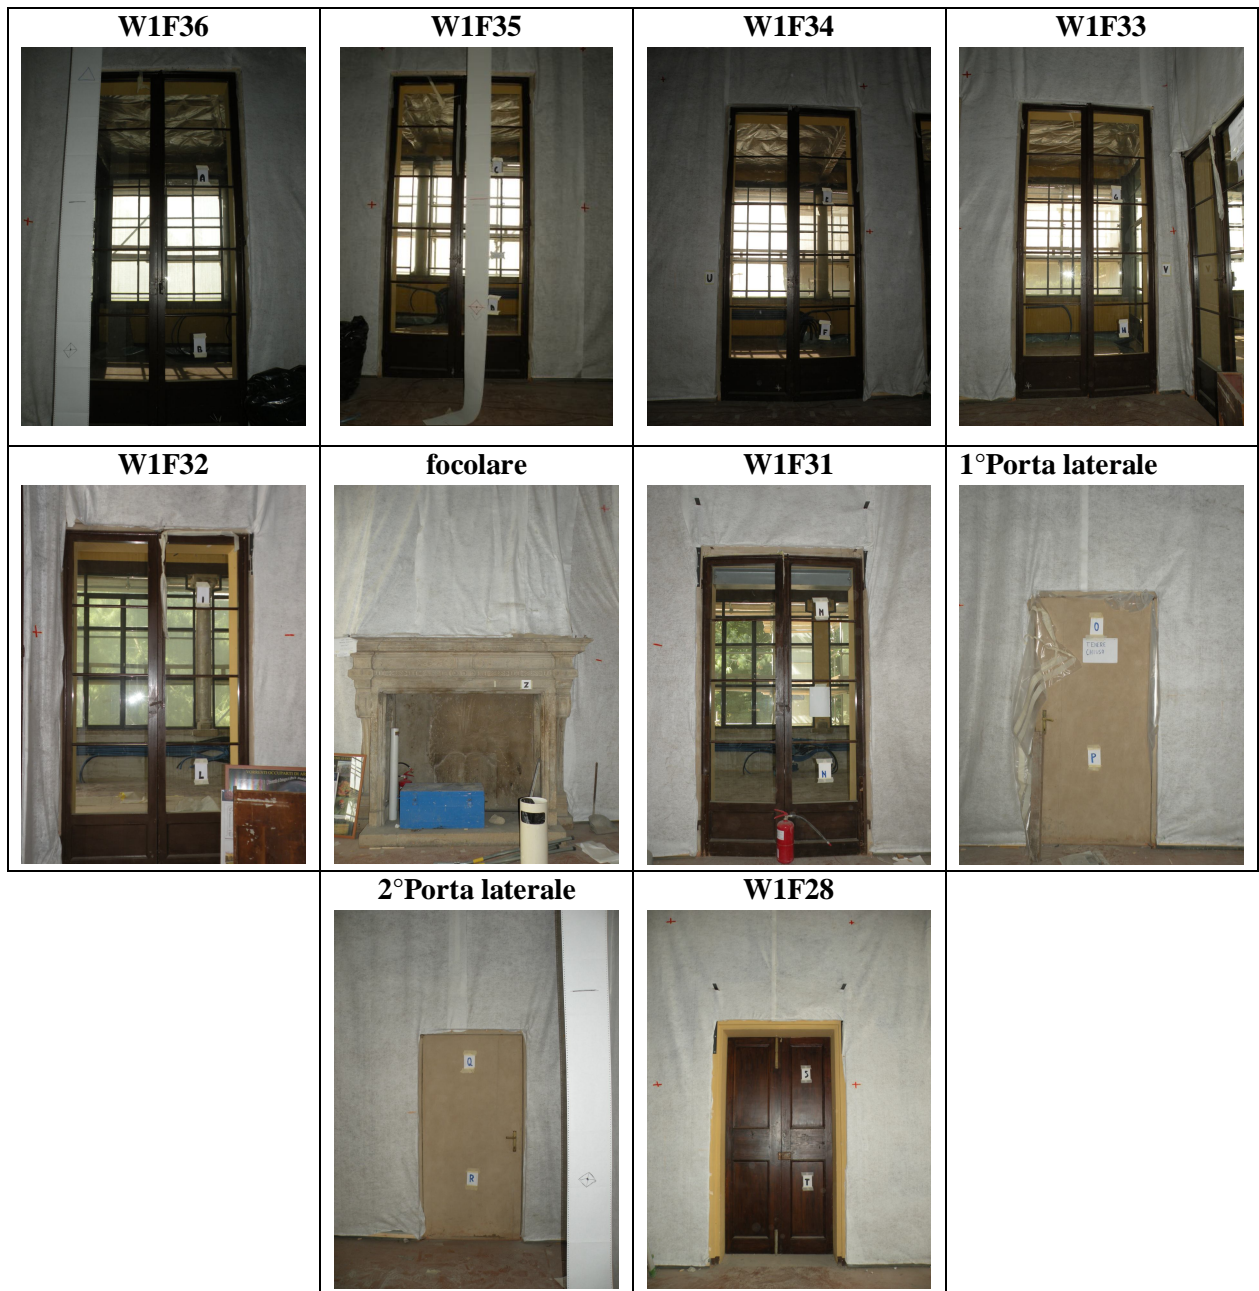 W1F36
W1F35
W1F34
W1F33
A
B
C
D
U
E
F
G
H
V
W1F32
focolare
W1F31
1°Porta laterale
I
L
Z
M
N
O
P
2°Porta laterale
W1F28
Q
R
S
T